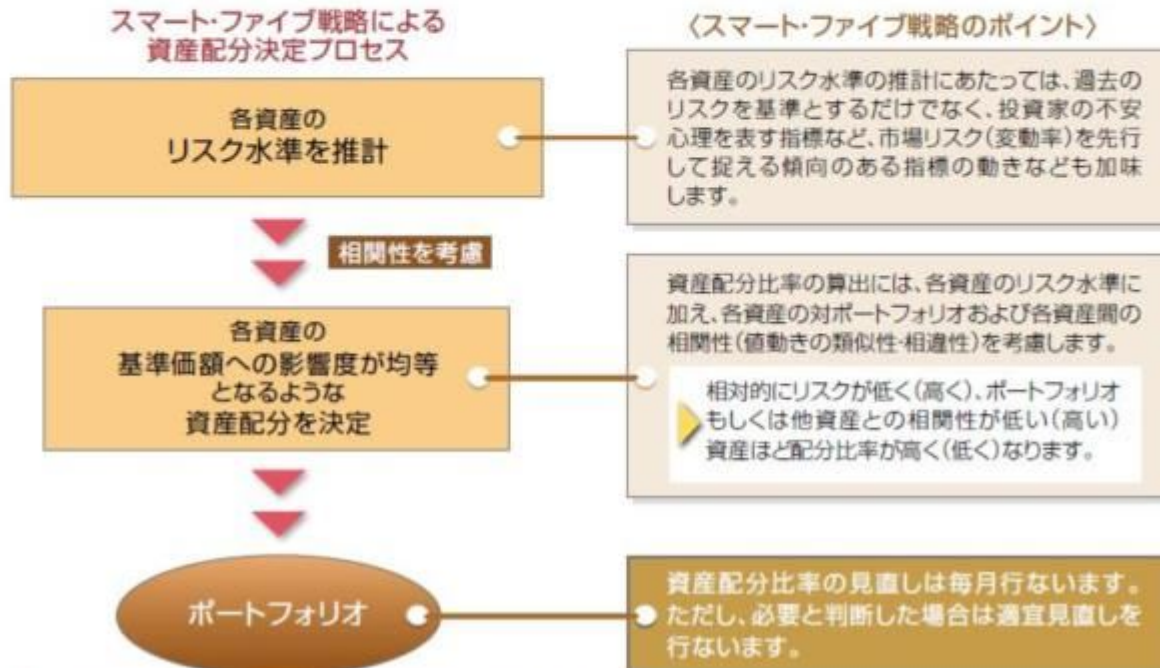 スマート・ファイブ戦略による
資産配分決定プロセス
〈スマート・ファイブ戦略のポイント〉
各資産の
リスク水準を推計
各資産のリスク水準の推計にあたっては、過去の
リスクを基準とするだけでなく、投資家の不安
心理を表す指標など、市場リスク(変動率)を先行
して捉える傾向のある指標の動きなども加味
します。
相関性を考慮
各資産の
基準価額への影響度が均等
となるような
資産配分を決定
資産配分比率の算出には、各資産のリスク水準に
加え、各資産の対ポートフォリオおよび各資産間の
相関性(値動きの類似性・相違性)を考慮します。
相対的にリスクが低く(高く)、ポートフォリオ
もしくは他資産との相関性が低い(高い)
資産ほど配分比率が高く(低く)なります。
ポートフォリオ
資産配分比率の見直しは毎月行ないます。
ただし、必要と判断した場合は適宜見直しを
行ないます。